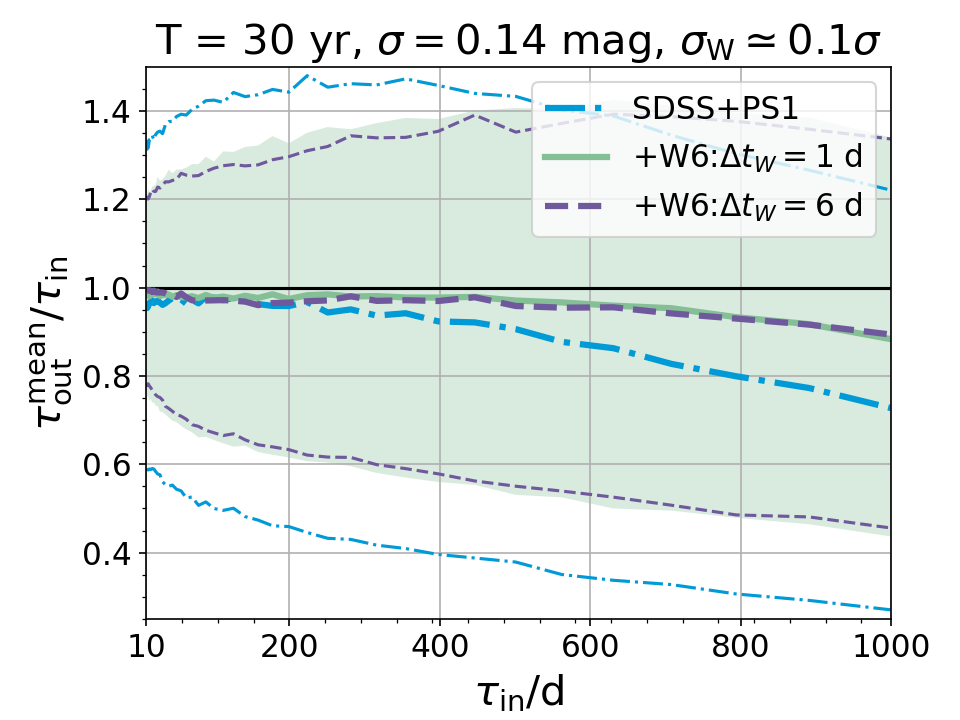 T = 30 yr, σ = 0.14 mag, σ_W ≃ 0.1σ
SDSS+PS1
+W6:Δt_W = 1 d
+W6:Δt_W = 6 d
τ_out^mean/τ_in
1.4
1.2
1.0
0.8
0.6
0.4
10 200 400 600 800 1000
τ_in/d